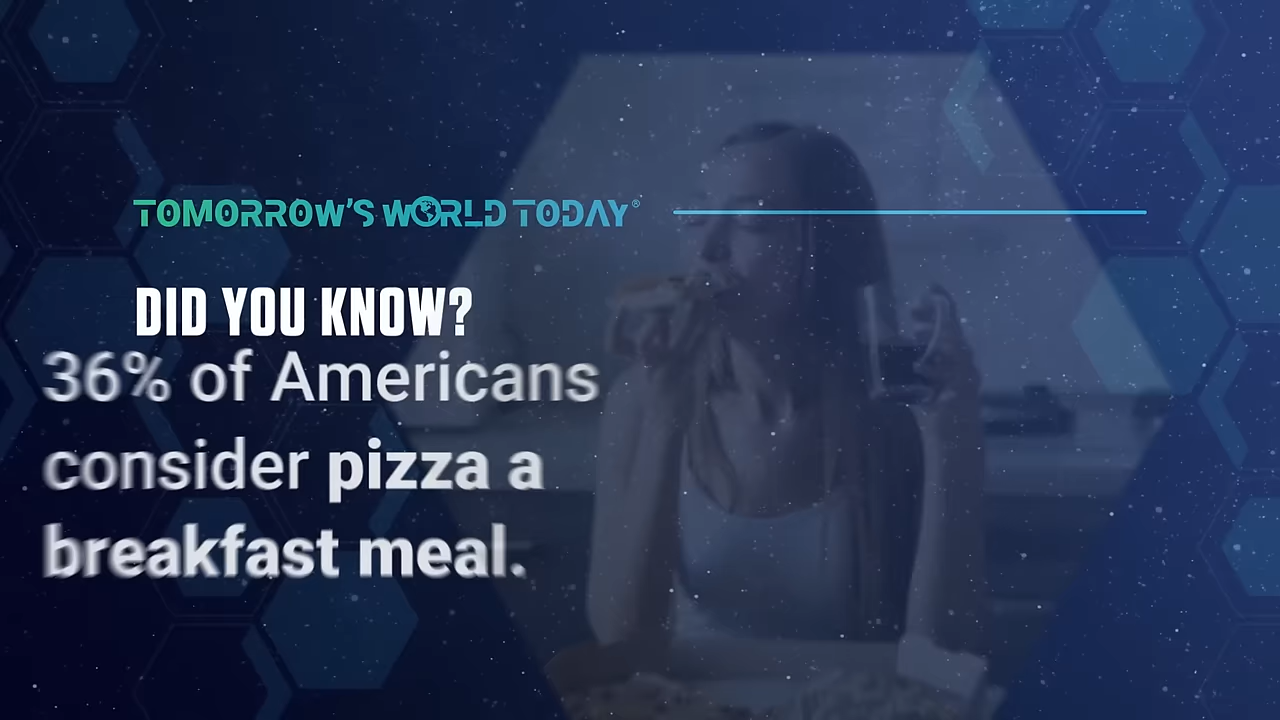 TOMORROW'S WORLD TODAY®
DID YOU KNOW?
36% of Americans
consider pizza a
breakfast meal.